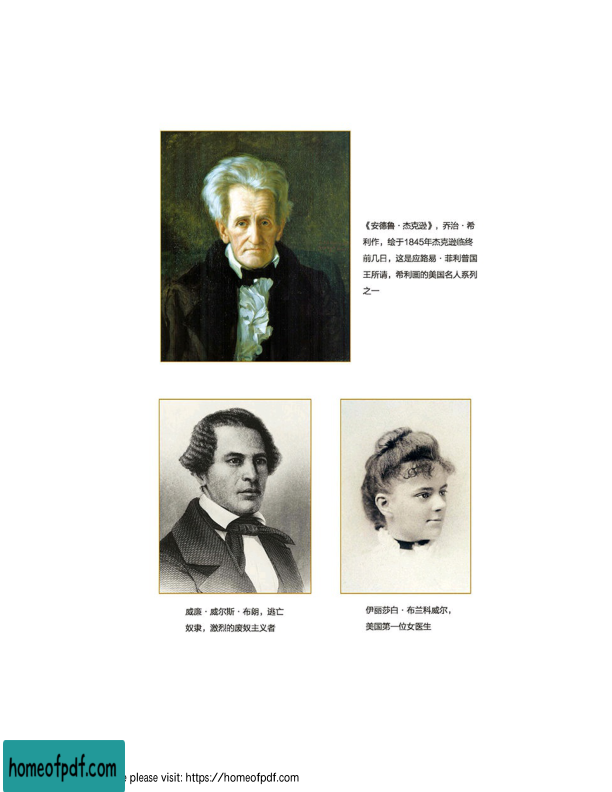 《安德鲁·杰克逊》，乔治·希
利作，绘于1845年杰克逊临终
前几日，这是应路易·菲利普国
王所请，希利画的美国名人系列
之一
威廉·威尔斯·布朗，逃亡
奴隶，激烈的废奴主义者
伊丽莎白·布兰科威尔，
美国第一位女医生
homeofpdf.com
e please visit: https://homeofpdf.com